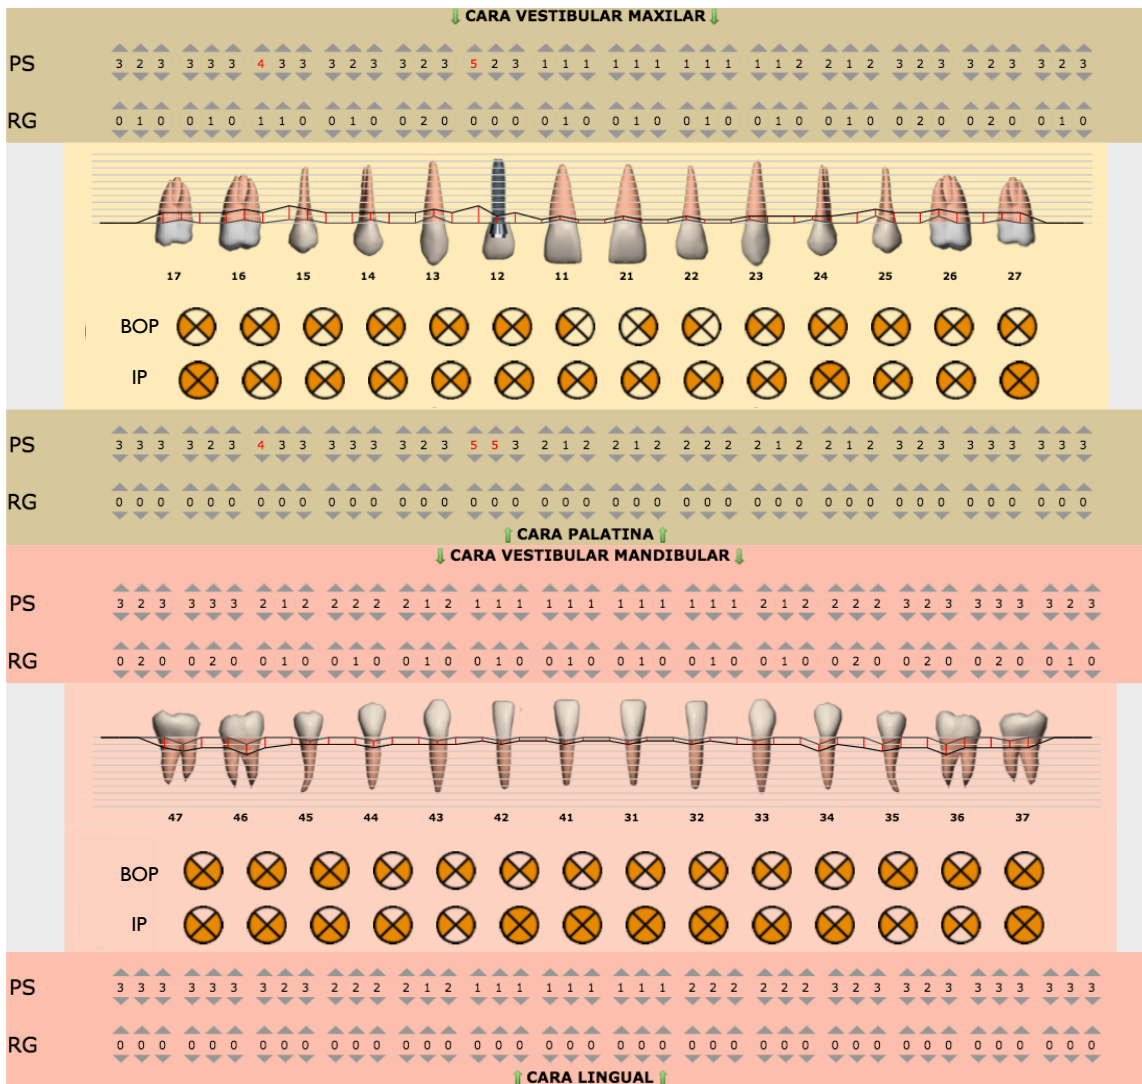 CARA VESTIBULAR MAXILAR
PS 3 2 3 3 3 3 4 3 3 3 2 3 3 2 3 5 2 3 1 1 1 1 1 1 1 1 1 1 1 2 2 1 2 3 2 3 3 2 3 3 2 3
RG 0 1 0 0 1 0 1 1 0 0 1 0 0 2 0 0 0 0 0 1 0 0 1 0 0 1 0 0 1 0 0 1 0 0 2 0 0 2 0 0 1 0
17 16 15 14 13 12 11 21 22 23 24 25 26 27
BOP
IP
PS 3 3 3 3 2 3 4 3 3 3 3 3 3 2 3 5 5 3 2 1 2 2 1 2 2 2 2 2 1 2 2 1 2 3 2 3 3 3 3 3 3 3
RG 0 0 0 0 0 0 0 0 0 0 0 0 0 0 0 0 0 0 0 0 0 0 0 0 0 0 0 0 0 0 0 0 0 0 0 0 0 0 0 0 0 0
CARA PALATINA
CARA VESTIBULAR MANDIBULAR
PS 3 2 3 3 3 3 2 1 2 2 2 2 2 1 2 1 1 1 1 1 1 1 1 1 1 1 1 2 1 2 2 2 2 3 2 3 3 3 3 3 2 3
RG 0 2 0 0 2 0 0 1 0 0 1 0 0 1 0 0 1 0 0 1 0 0 1 0 0 1 0 0 1 0 0 2 0 0 2 0 0 2 0 0 1 0
47 46 45 44 43 42 41 31 32 33 34 35 36 37
BOP
IP
PS 3 3 3 3 3 3 3 2 3 2 2 2 2 1 2 1 1 1 1 1 1 1 1 1 2 2 2 2 2 2 3 2 3 3 2 3 3 3 3 3 3 3
RG 0 0 0 0 0 0 0 0 0 0 0 0 0 0 0 0 0 0 0 0 0 0 0 0 0 0 0 0 0 0 0 0 0 0 0 0 0 0 0 0 0 0
CARA LINGUAL